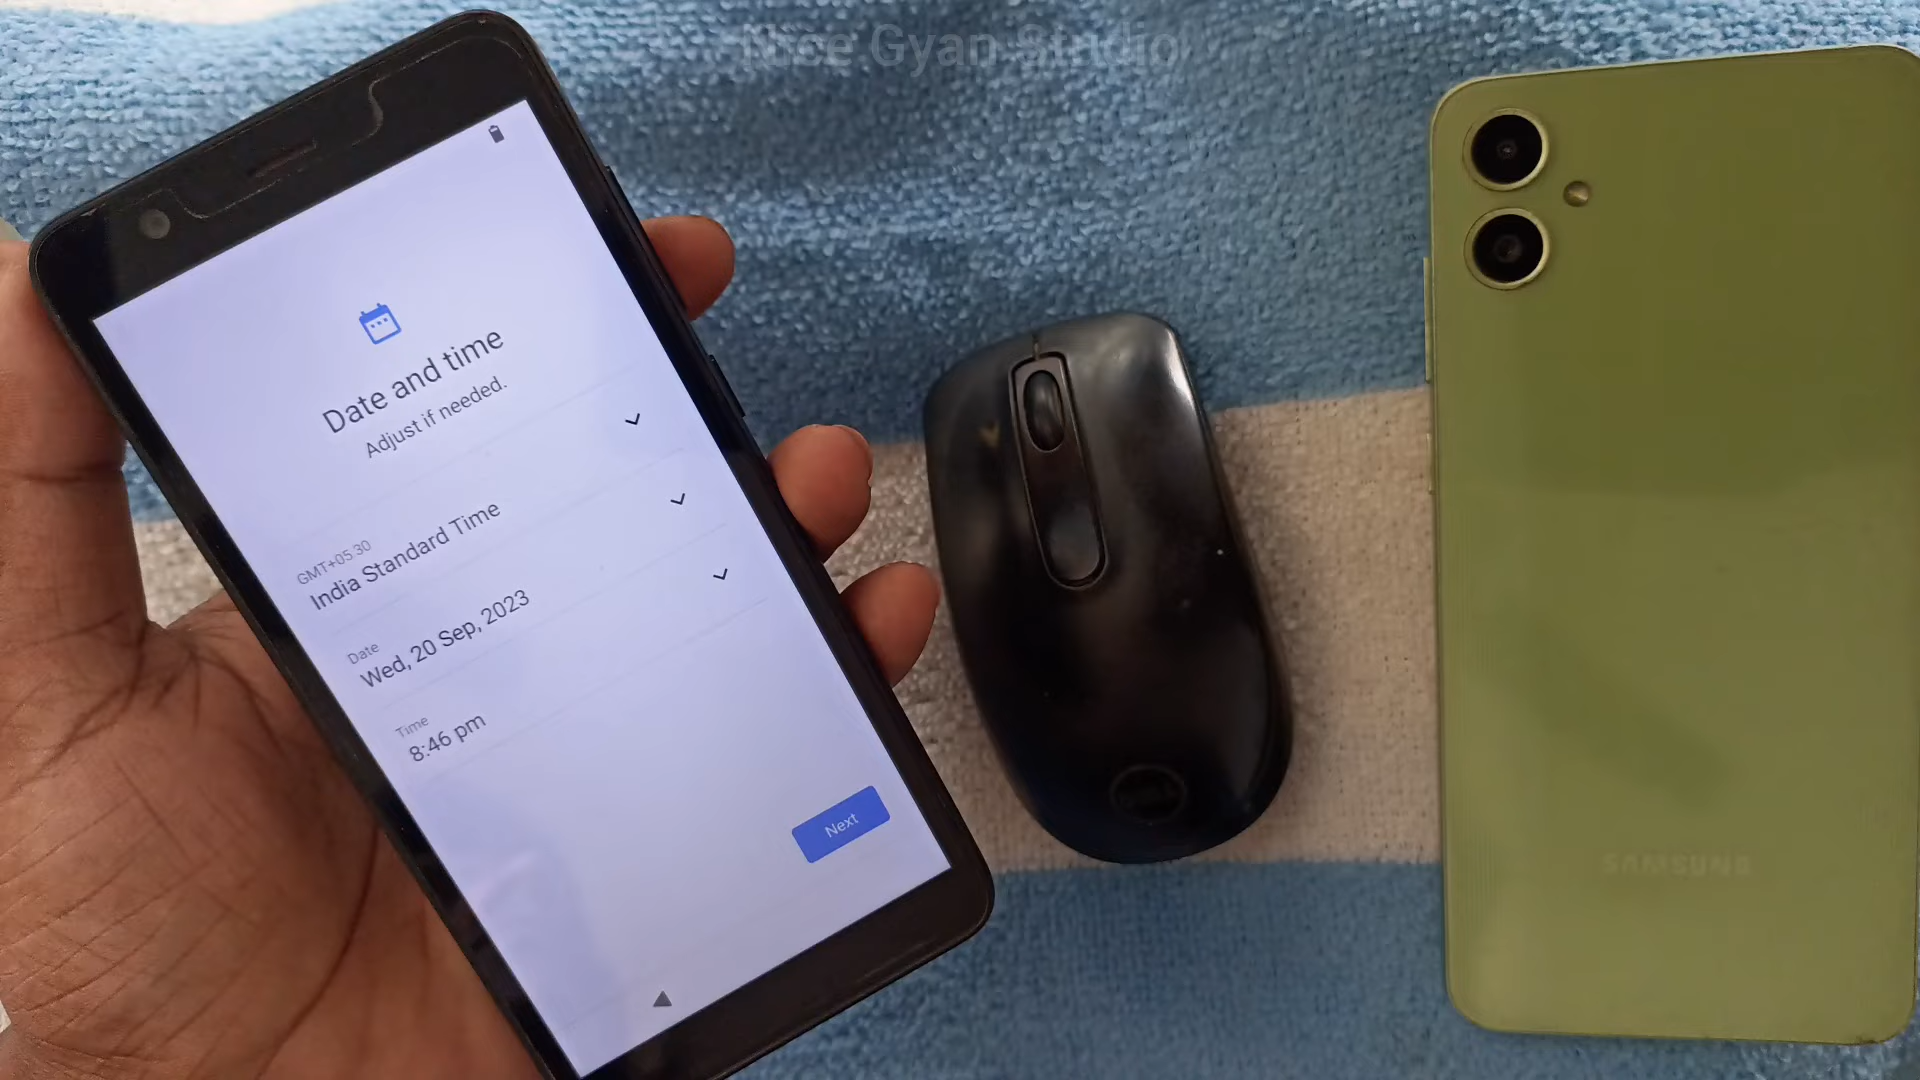 Nice Gyan Studio
Date and time
Adjust if needed.
GMT+05:30
India Standard Time
Date
Wed, 20 Sep, 2023
Time
8:46 pm
Next
SAMSUNG